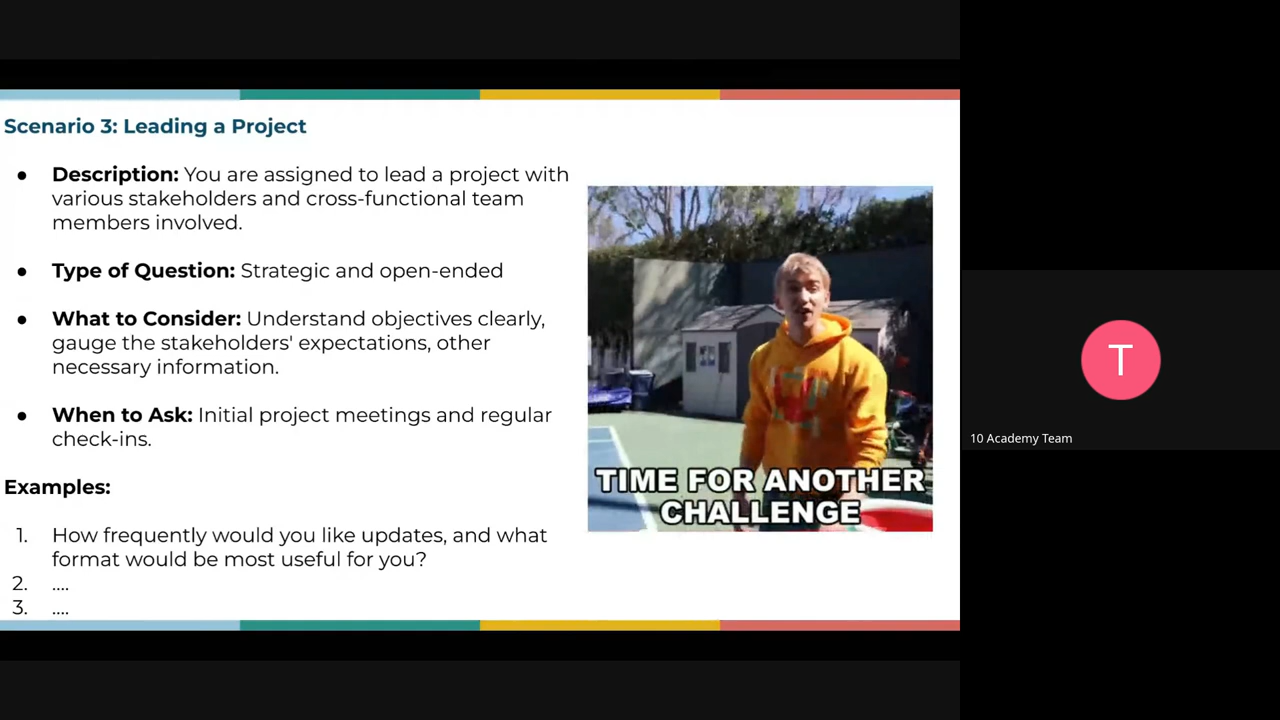 Scenario 3: Leading a Project
● Description: You are assigned to lead a project with
various stakeholders and cross-functional team
members involved.
● Type of Question: Strategic and open-ended
● What to Consider: Understand objectives clearly,
gauge the stakeholders' expectations, other
necessary information.
● When to Ask: Initial project meetings and regular
check-ins.
Examples:
1. How frequently would you like updates, and what
format would be most useful for you?
2. ....
3. ....
TIME FOR ANOTHER
CHALLENGE
T
10 Academy Team